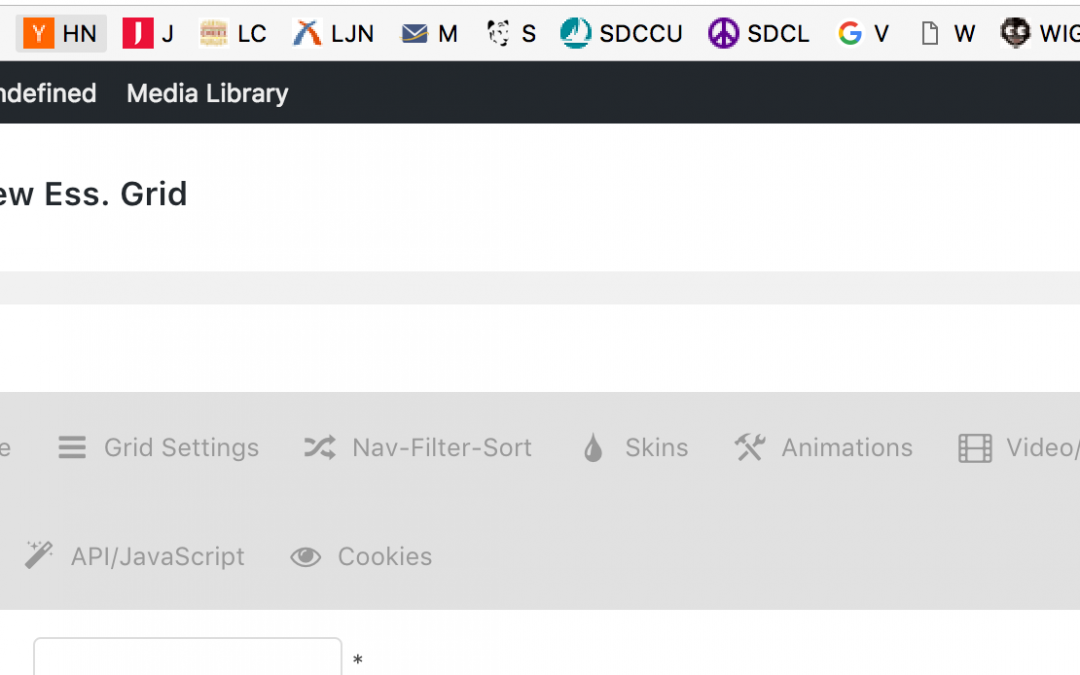 HN J LC LJN M S SDCCU SDCL V W WIG
ndefined Media Library
ew Ess. Grid
e Grid Settings Nav-Filter-Sort Skins Animations Video/
API/JavaScript Cookies
*